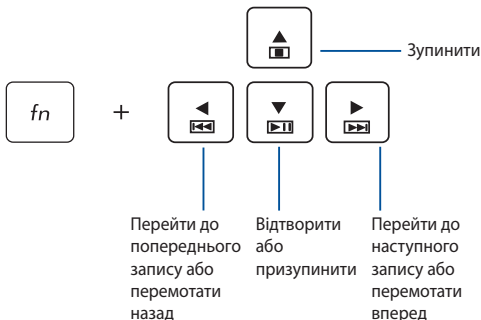 Зупинити
fn +
Перейти до
попереднього
запису або
перемотати
назад
Відтворити
або
призупинити
Перейти до
наступного
запису або
перемотати
вперед